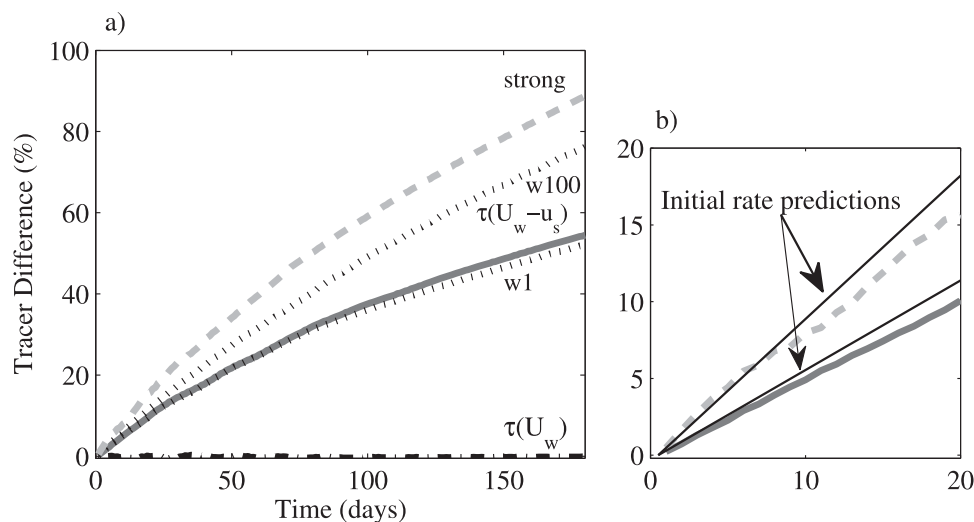 a)
100
80
60
40
20
0
Tracer Difference (%)
strong
w100
τ(U_w−u_s)
w1
τ(U_w)
0
50
100
150
Time (days)
b)
20
15
10
5
0
Initial rate predictions
0
10
20